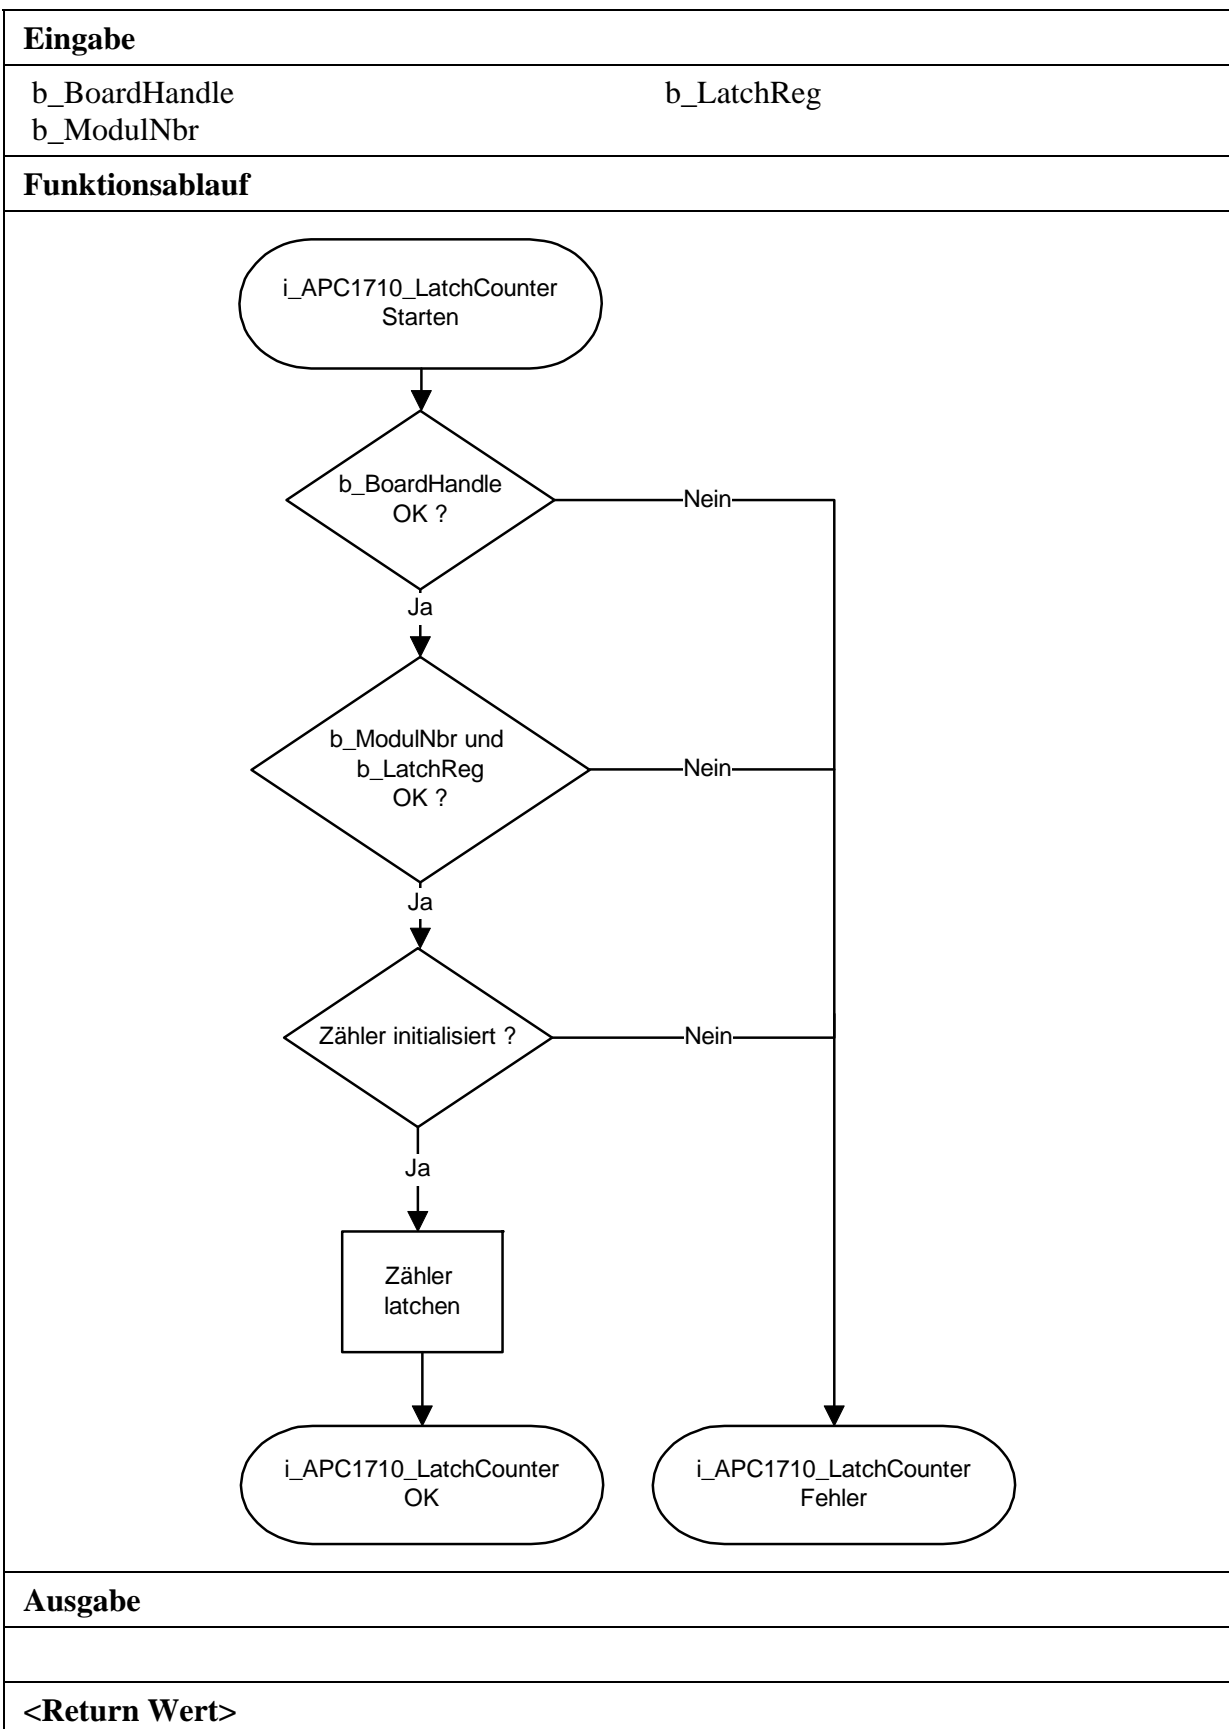 Eingabe
b_BoardHandle b_LatchReg
b_ModulNbr
Funktionsablauf
i_APC1710_LatchCounter
Starten
b_BoardHandle
OK ?
Nein
Ja
b_ModulNbr und
b_LatchReg
OK ?
Nein
Ja
Zähler initialisiert ?
Nein
Ja
Zähler
latchen
i_APC1710_LatchCounter
OK
i_APC1710_LatchCounter
Fehler
Ausgabe
<Return Wert>